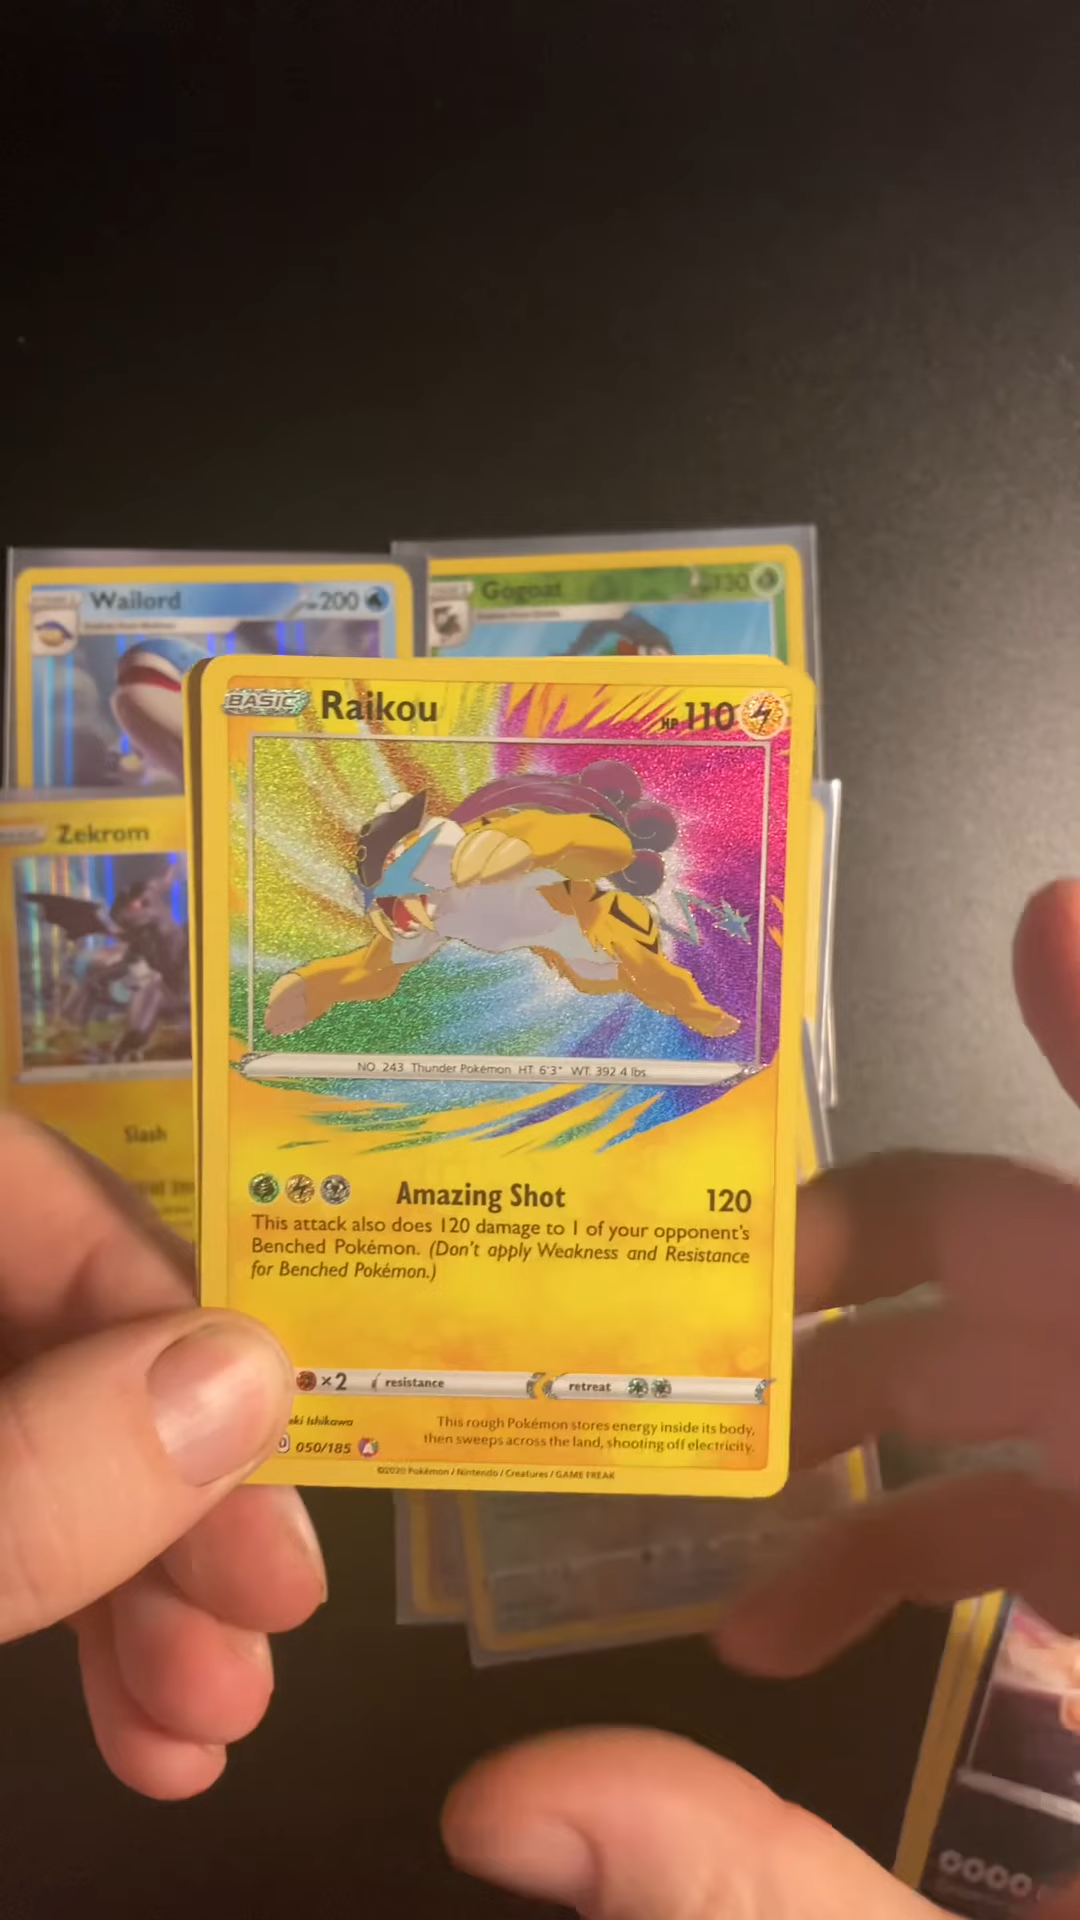 Wailord
200
Gogoat
130
BASIC Raikou HP 110
Zekrom
NO. 243 Thunder Pokémon HT. 6'3" WT. 392.4 lbs.
Slash
Amazing Shot 120
This attack also does 120 damage to 1 of your opponent's
Benched Pokémon. (Don't apply Weakness and Resistance
for Benched Pokémon.)
×2 resistance retreat
Ishikawa
This rough Pokémon stores energy inside its body,
then sweeps across the land, shooting off electricity.
050/185 A
©2020 Pokémon / Nintendo / Creatures / GAME FREAK